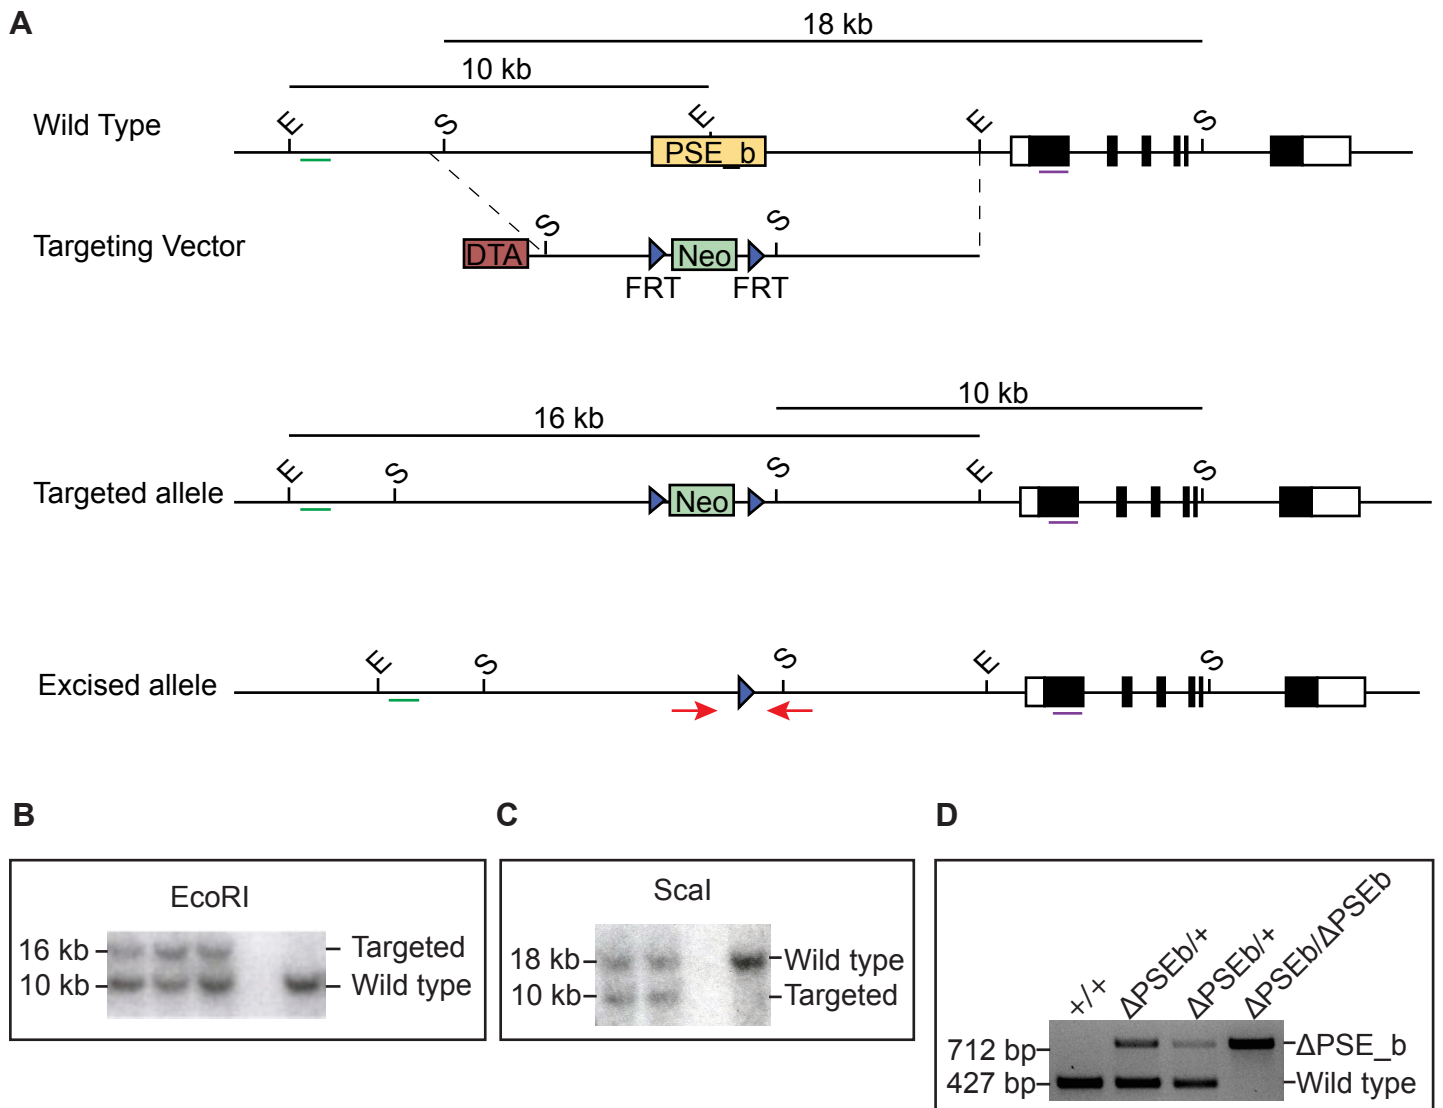 A
18 kb
10 kb
Wild Type
E
S
E
E
S
PSE_b
Targeting Vector
DTA
S
Neo
S
FRT
FRT
10 kb
16 kb
Targeted allele
E
S
Neo
S
E
S
Excised allele
E
S
S
E
S
B
EcoRI
16 kb
Targeted
10 kb
Wild type
C
ScaI
18 kb
Wild type
10 kb
Targeted
D
+/+
ΔPSEb/+
ΔPSEb/+
ΔPSEb/ΔPSEb
712 bp
ΔPSE_b
427 bp
Wild type